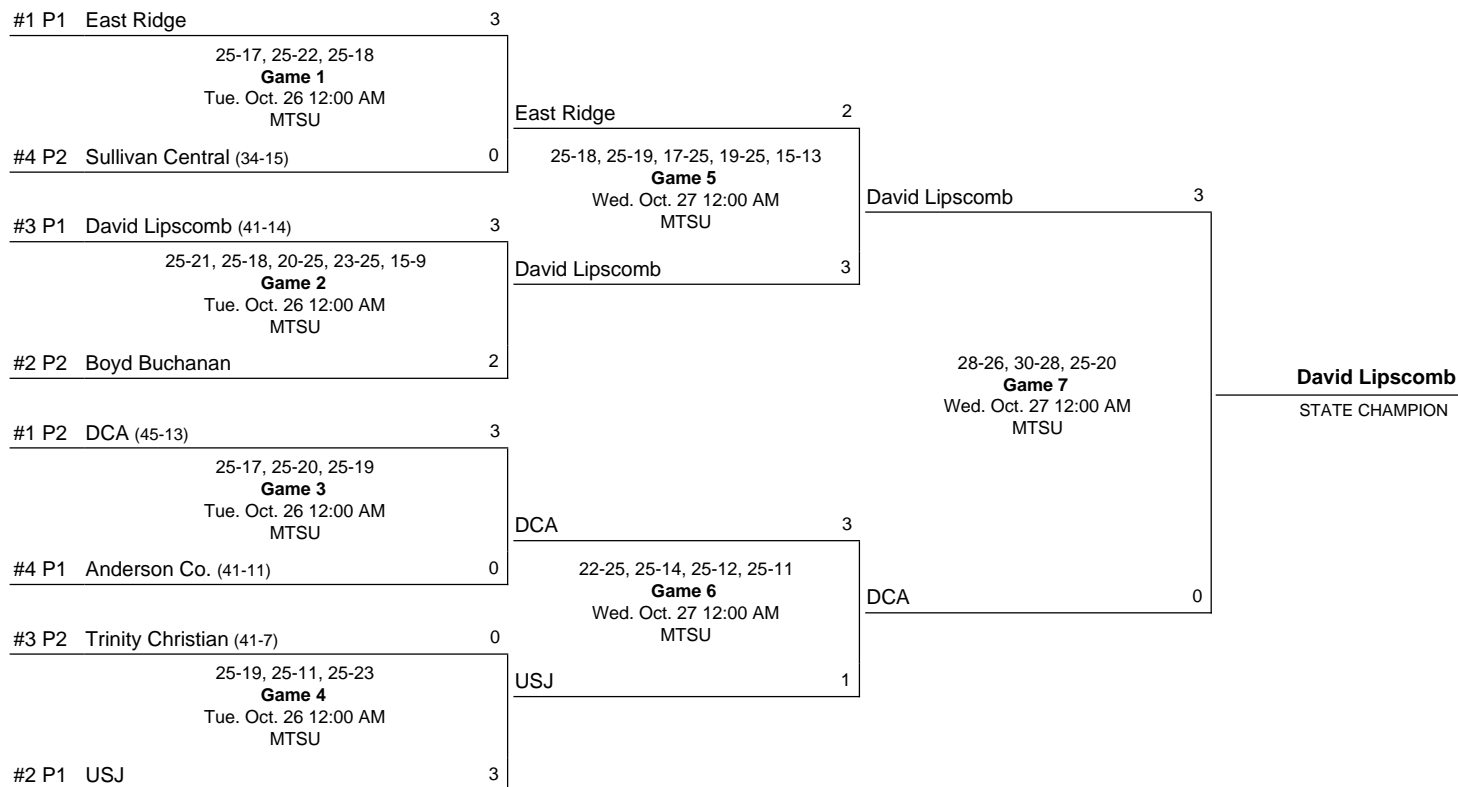 #1 P1 East Ridge 3
25-17, 25-22, 25-18
Game 1
Tue. Oct. 26 12:00 AM
MTSU
#4 P2 Sullivan Central (34-15) 0
#3 P1 David Lipscomb (41-14) 3
25-21, 25-18, 20-25, 23-25, 15-9
Game 2
Tue. Oct. 26 12:00 AM
MTSU
#2 P2 Boyd Buchanan 2
#1 P2 DCA (45-13) 3
25-17, 25-20, 25-19
Game 3
Tue. Oct. 26 12:00 AM
MTSU
#4 P1 Anderson Co. (41-11) 0
#3 P2 Trinity Christian (41-7) 0
25-19, 25-11, 25-23
Game 4
Tue. Oct. 26 12:00 AM
MTSU
#2 P1 USJ 3
East Ridge 2
25-18, 25-19, 17-25, 19-25, 15-13
Game 5
Wed. Oct. 27 12:00 AM
MTSU
David Lipscomb 3
DCA 3
22-25, 25-14, 25-12, 25-11
Game 6
Wed. Oct. 27 12:00 AM
MTSU
USJ 1
David Lipscomb 3
28-26, 30-28, 25-20
Game 7
Wed. Oct. 27 12:00 AM
MTSU
DCA 0
David Lipscomb
STATE CHAMPION